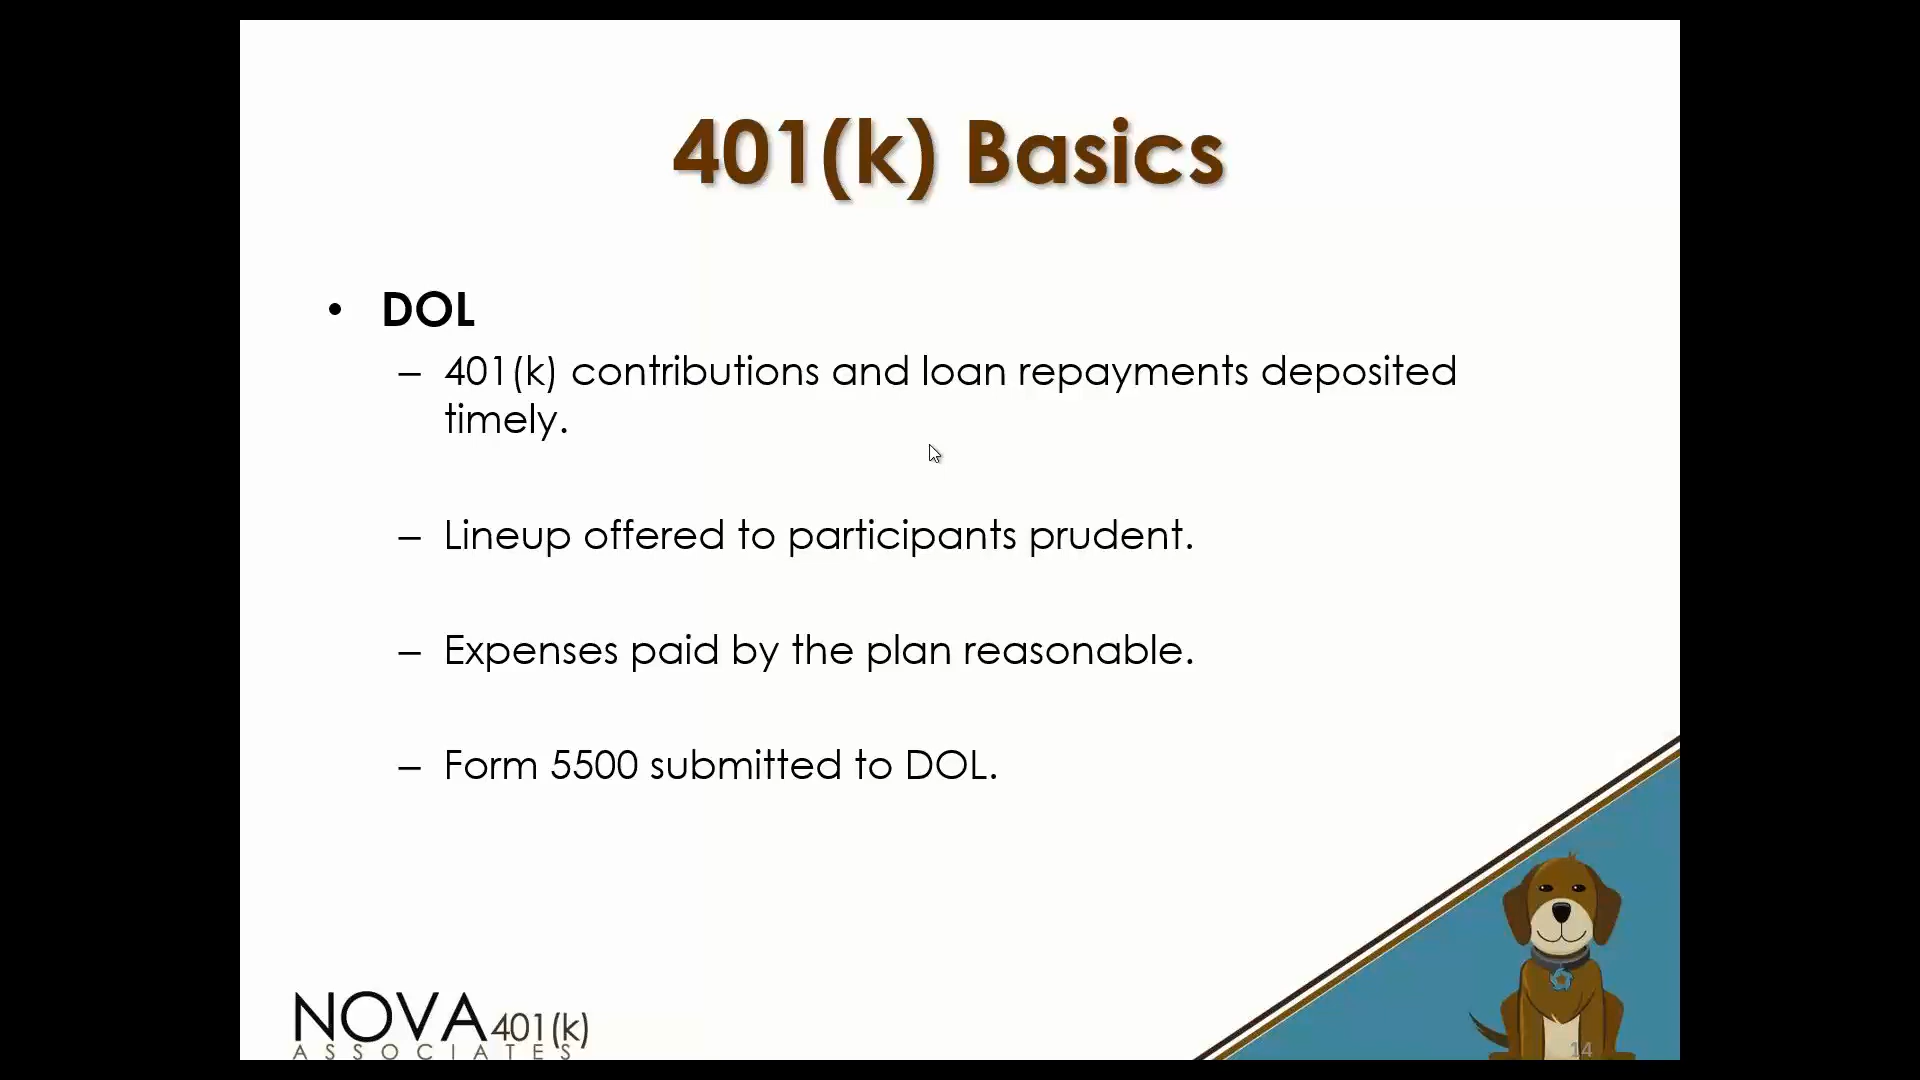 401(k) Basics
• DOL
– 401(k) contributions and loan repayments deposited
timely.
– Lineup offered to participants prudent.
– Expenses paid by the plan reasonable.
– Form 5500 submitted to DOL.
NOVA 401(k)
ASSOCIATES
14